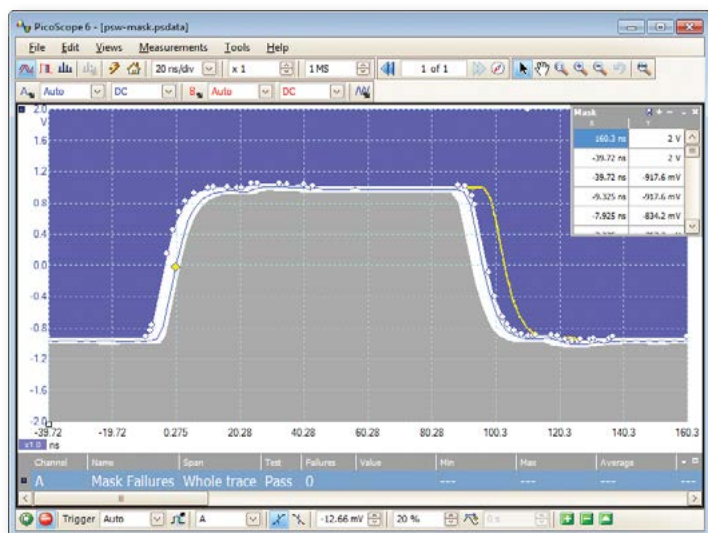 PicoScope 6 - [psw-mask.psdata]
File Edit Views Measurements Tools Help
20 ns/div x 1 1 MS 1 of 1
A Auto DC B Auto DC
2.0
V
1.6
1.2
0.8
0.4
0.0
-0.4
-0.8
-1.2
-1.6
-2.0
Mask
X Y
160.3 ns 2 V
-39.72 ns 2 V
-39.72 ns -917.6 mV
-9.325 ns -917.6 mV
-7.925 ns -834.2 mV
-39.72 -19.72 0.275 20.28 40.28 60.28 80.28 100.3 120.3 140.3 160.3
x1.0 ns
Channel Name Span Test Failures Value Min Max Average
A Mask Failures Whole trace Pass 0 --- --- ---
Trigger Auto A -12.66 mV 20 % 0 s